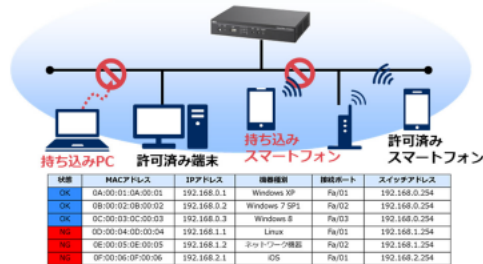 持ち込みPC
許可済み端末
持ち込み
スマートフォン
許可済み
スマートフォン
状態 MACアドレス IPアドレス 機器種別 接続ポート スイッチアドレス
OK 0A:00:01:0A:00:01 192.168.0.1 Windows XP Fa/01 192.168.0.254
OK 0B:00:02:0B:00:02 192.168.0.2 Windows 7 SP1 Fa/02 192.168.0.254
OK 0C:00:03:0C:00:03 192.168.0.3 Windows 8 Fa/03 192.168.0.254
NG 0D:00:04:0D:00:04 192.168.1.1 Linux Fa/01 192.168.1.254
NG 0E:00:05:0E:00:05 192.168.1.2 ネットワーク機器 Fa/02 192.168.1.254
NG 0F:00:06:0F:00:06 192.168.2.1 iOS Fa/01 192.168.2.254